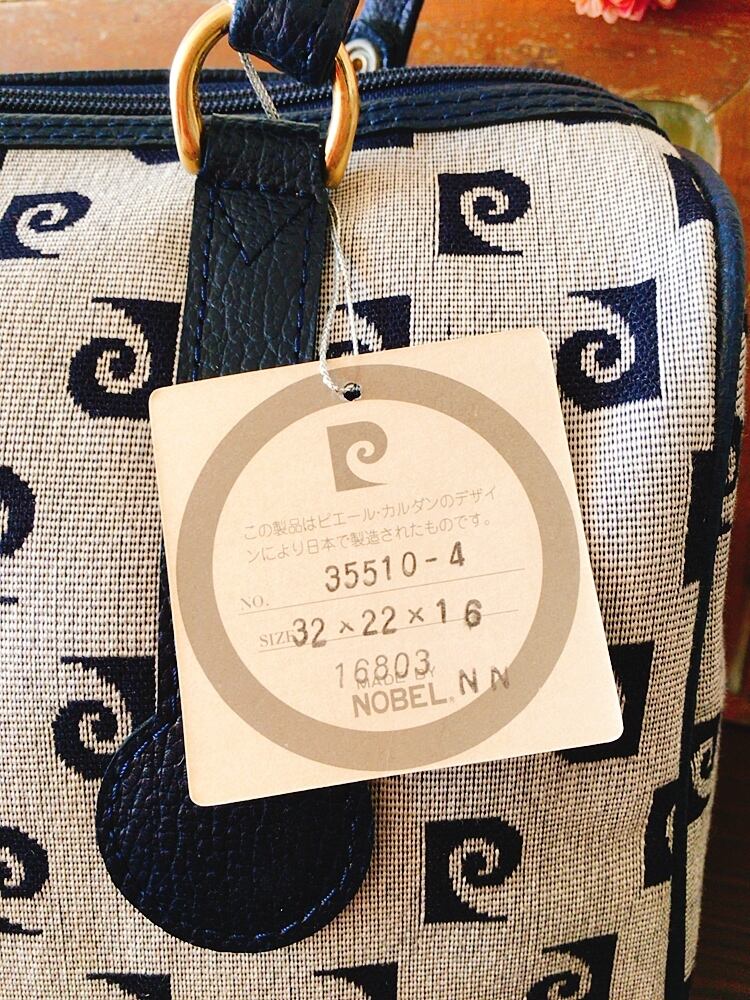 この製品はピエール・カルダンのデザイ
ンにより日本で製造されたものです。
NO. 35510-4
SIZE 32×22×16
16803
MADE BY
NOBEL® NN